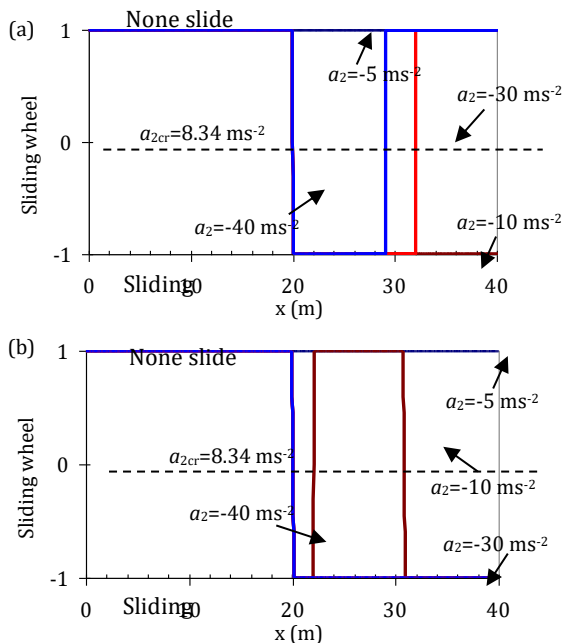 (a)
1
None slide
a2=-5 ms-2
a2=-30 ms-2
a2cr=8.34 ms-2
0
Sliding wheel
a2=-40 ms-2
a2=-10 ms-2
-1
Sliding
0 10 20 30 40
x (m)
(b)
1
None slide
a2=-5 ms-2
a2cr=8.34 ms-2
0
a2=-10 ms-2
Sliding wheel
a2=-40 ms-2
a2=-30 ms-2
-1
Sliding
0 10 20 30 40
x (m)